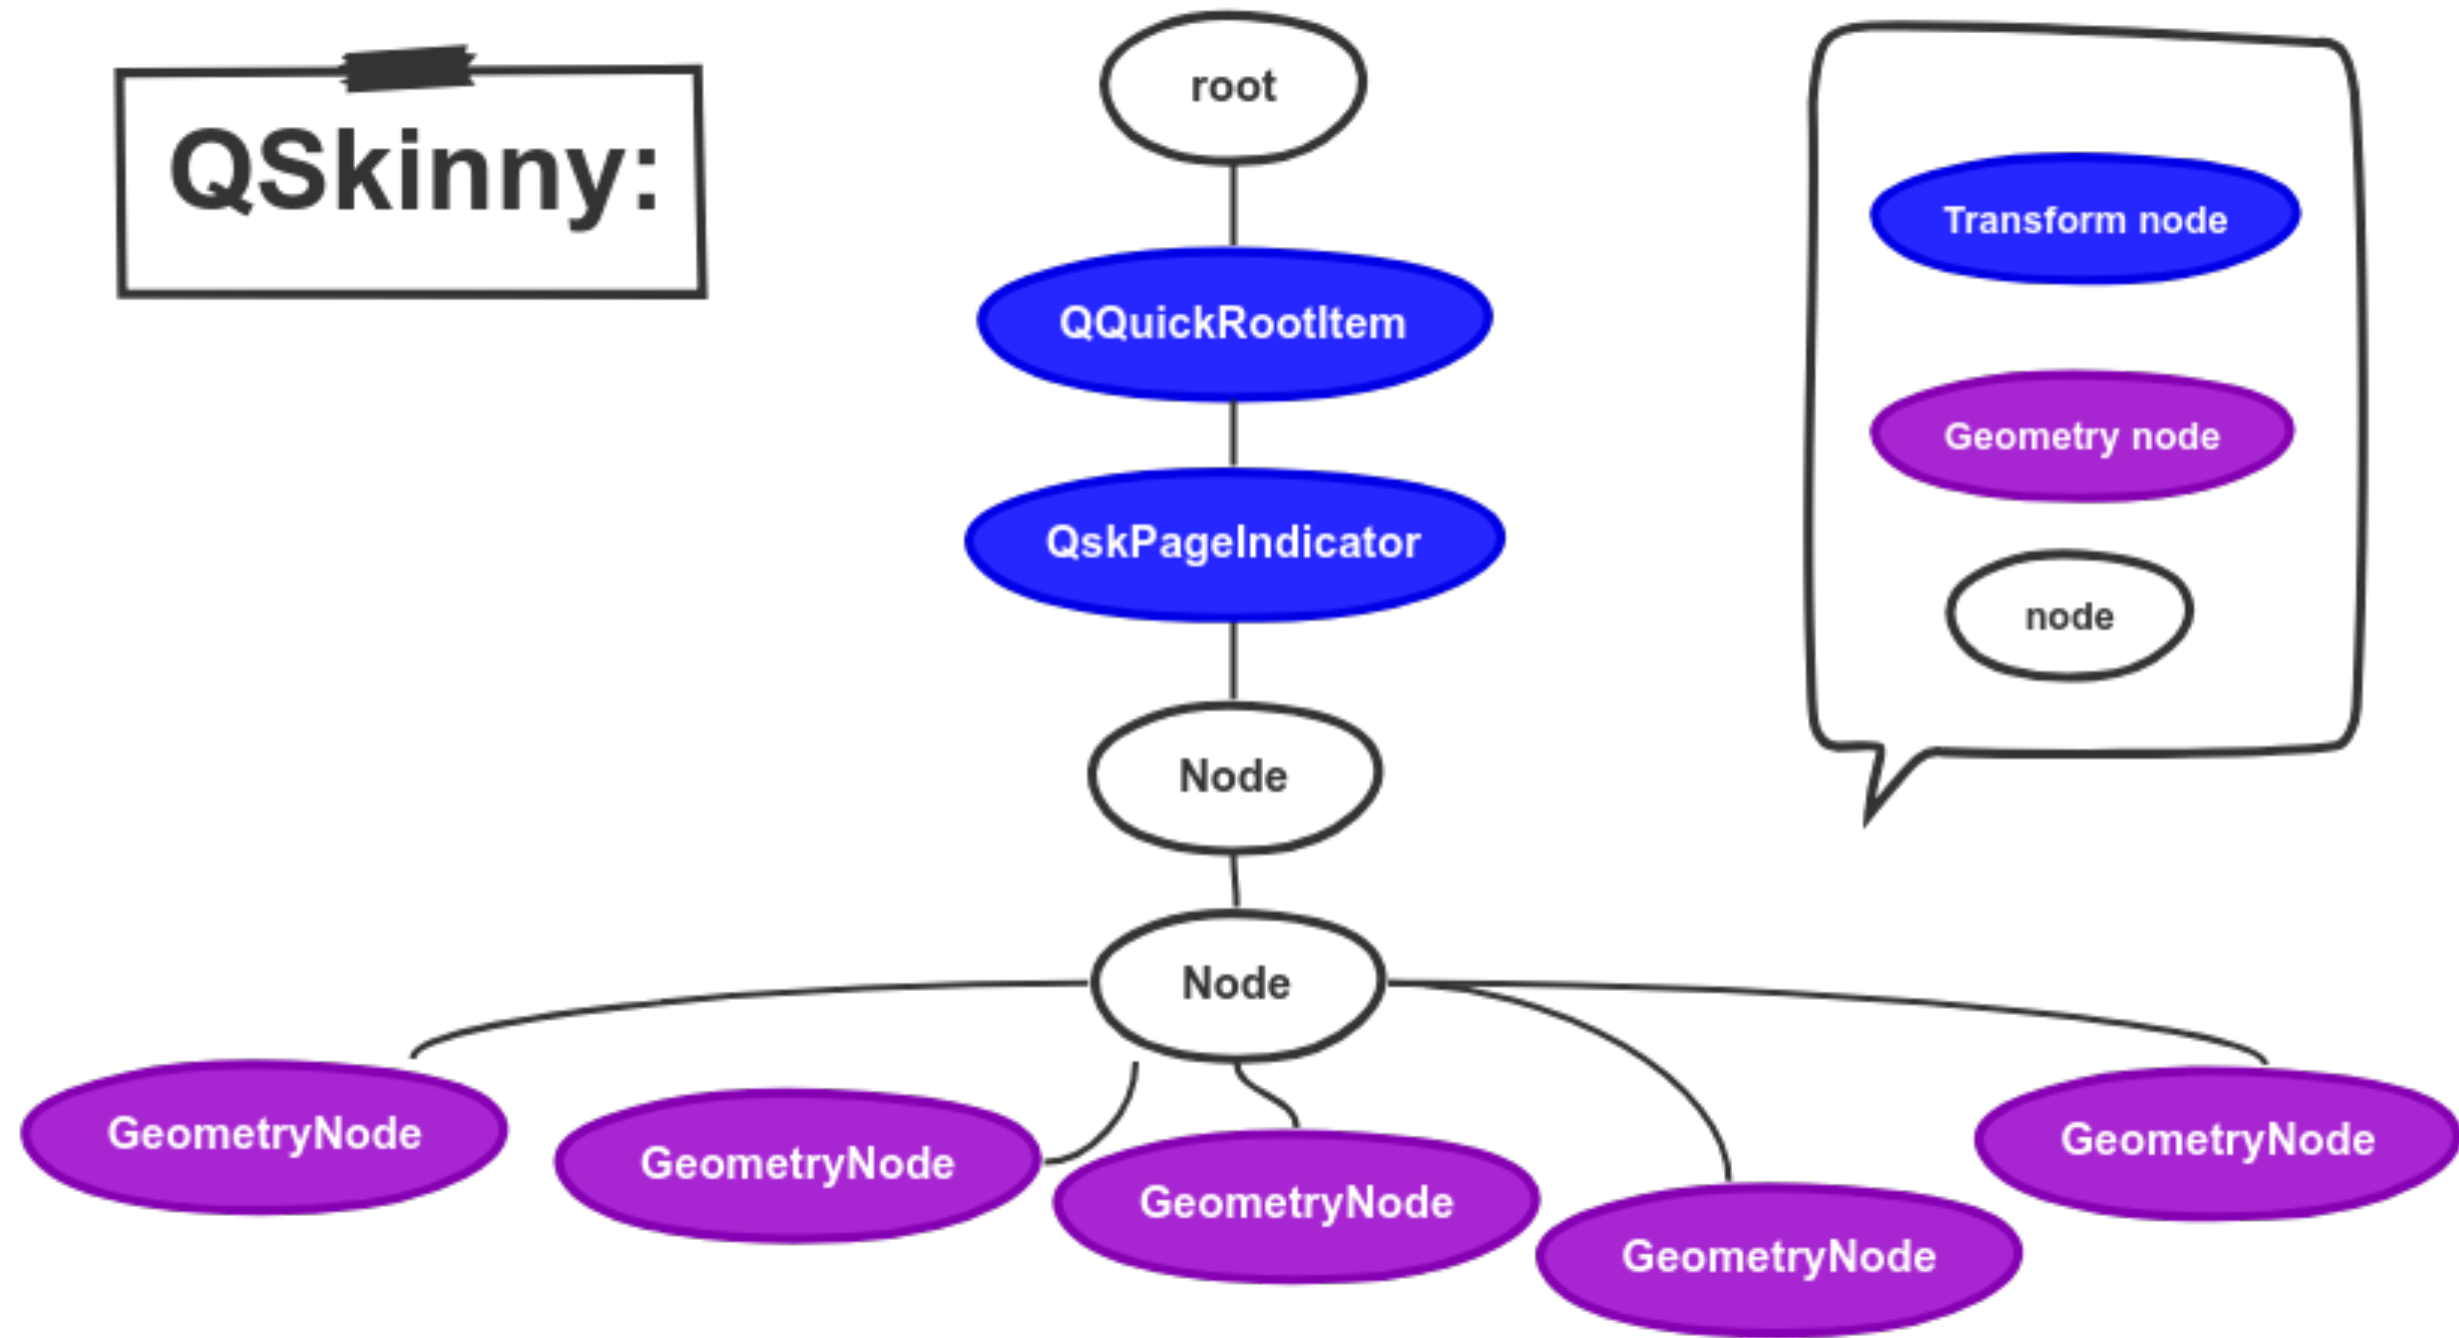 QSkinny:
root
QQuickRootItem
QskPageIndicator
Node
Node
GeometryNode
GeometryNode
GeometryNode
GeometryNode
GeometryNode
Transform node
Geometry node
node